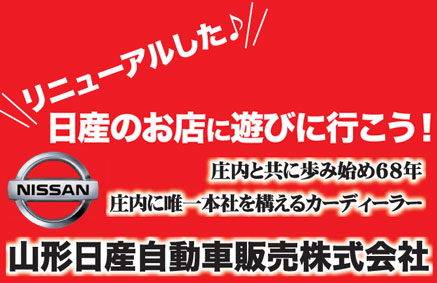 リニューアルした♪
日産のお店に遊びに行こう！
庄内と共に歩み始め68年
NISSAN
庄内に唯一本社を構えるカーディーラー
山形日産自動車販売株式会社